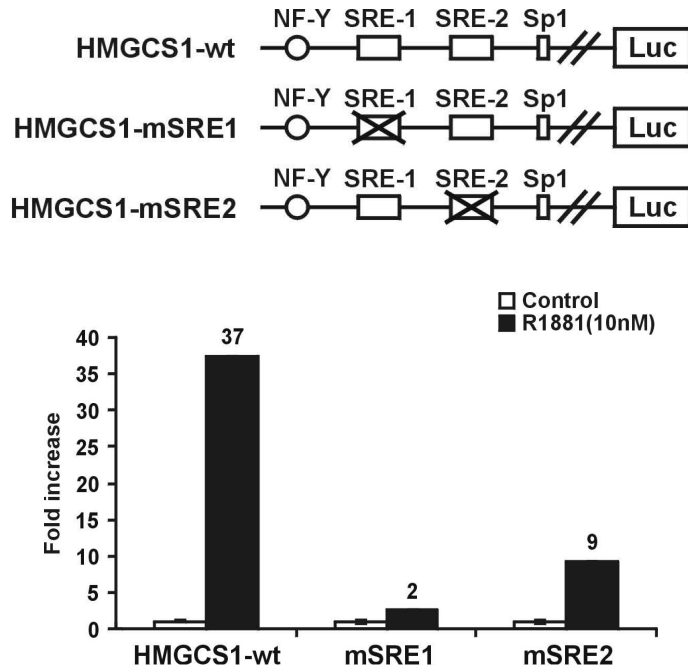 NF-Y SRE-1 SRE-2 Sp1
HMGCS1-wt Luc
NF-Y SRE-1 SRE-2 Sp1
HMGCS1-mSRE1 Luc
NF-Y SRE-1 SRE-2 Sp1
HMGCS1-mSRE2 Luc
Control
R1881(10nM)
Fold increase
40
35
30
25
20
15
10
5
0
37
2
9
HMGCS1-wt mSRE1 mSRE2